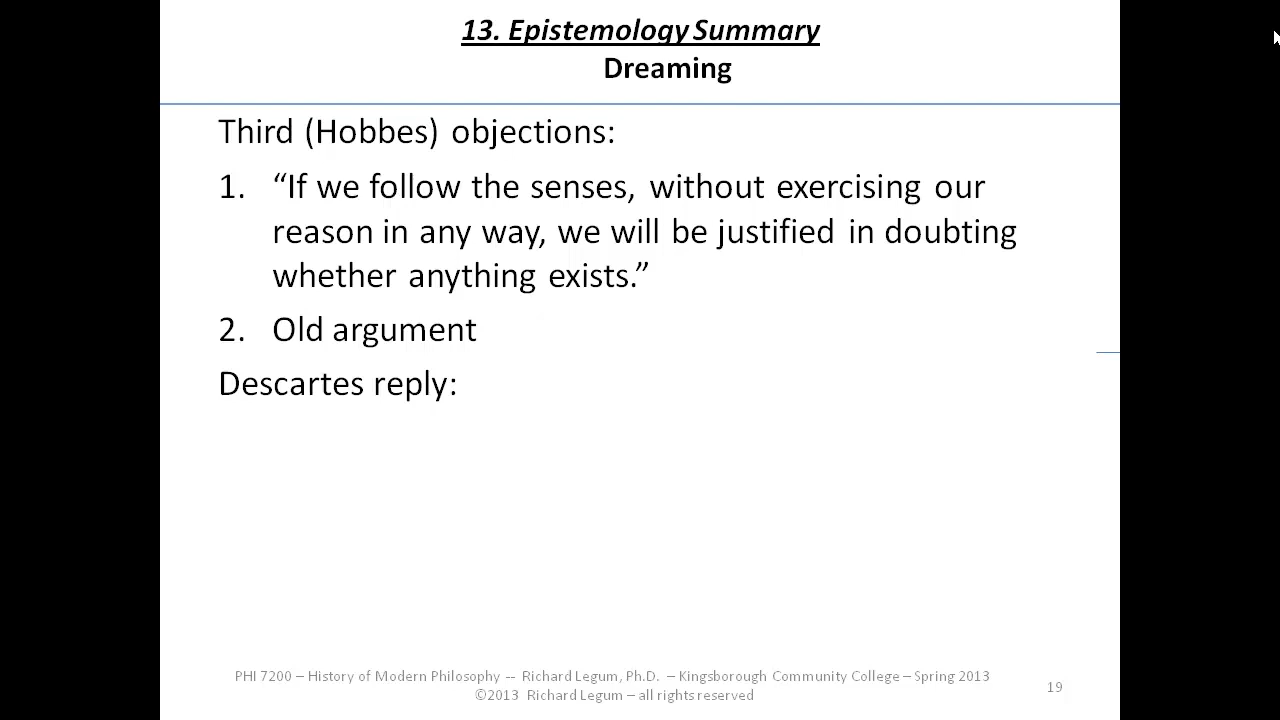 13. Epistemology Summary
Dreaming
Third (Hobbes) objections:
1. “If we follow the senses, without exercising our
reason in any way, we will be justified in doubting
whether anything exists.”
2. Old argument
Descartes reply:
PHI 7200 – History of Modern Philosophy -- Richard Legum, Ph.D. – Kingsborough Community College – Spring 2013
©2013 Richard Legum – all rights reserved
19